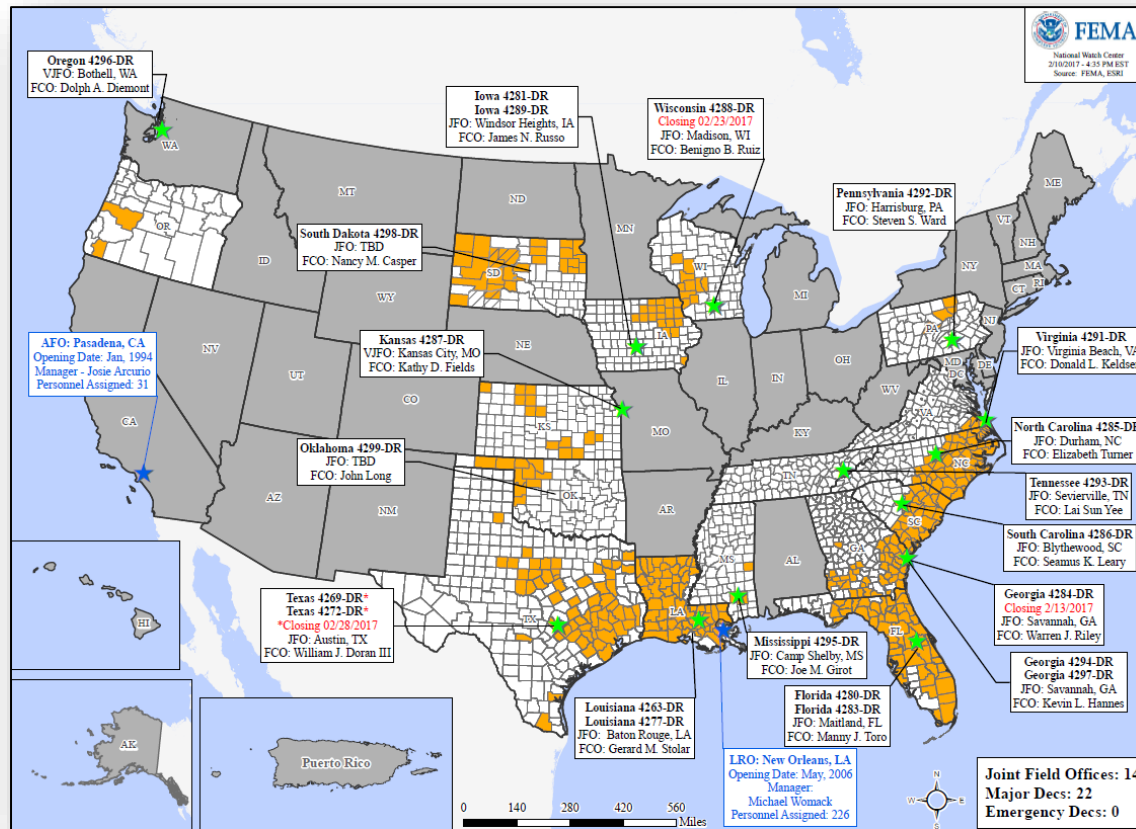 FEMA
National Watch Center
2/10/2017 - 4:35 PM EST
Source: FEMA, ESRI
Oregon 4296-DR
VJFO: Bothell, WA
FCO: Dolph A. Diemont
Iowa 4281-DR
Iowa 4289-DR
JFO: Windsor Heights, IA
FCO: James N. Russo
Wisconsin 4288-DR
Closing 02/23/2017
JFO: Madison, WI
FCO: Benigno B. Ruiz
Pennsylvania 4292-DR
JFO: Harrisburg, PA
FCO: Steven S. Ward
South Dakota 4298-DR
JFO: TBD
FCO: Nancy M. Casper
Kansas 4287-DR
VJFO: Kansas City, MO
FCO: Kathy D. Fields
AFO: Pasadena, CA
Opening Date: Jan, 1994
Manager - Josie Arcurio
Personnel Assigned: 31
Virginia 4291-DR
JFO: Virginia Beach, VA
FCO: Donald L. Keldsen
North Carolina 4285-DR
JFO: Durham, NC
FCO: Elizabeth Turner
Oklahoma 4299-DR
JFO: TBD
FCO: John Long
Tennessee 4293-DR
JFO: Sevierville, TN
FCO: Lai Sun Yee
South Carolina 4286-DR
JFO: Blythewood, SC
FCO: Seamus K. Leary
Texas 4269-DR*
Texas 4272-DR*
*Closing 02/28/2017
JFO: Austin, TX
FCO: William J. Doran III
Georgia 4284-DR
Closing 2/13/2017
JFO: Savannah, GA
FCO: Warren J. Riley
Mississippi 4295-DR
JFO: Camp Shelby, MS
FCO: Joe M. Girot
Georgia 4294-DR
Georgia 4297-DR
JFO: Savannah, GA
FCO: Kevin L. Hannes
Louisiana 4263-DR
Louisiana 4277-DR
JFO: Baton Rouge, LA
FCO: Gerard M. Stolar
Florida 4280-DR
Florida 4283-DR
JFO: Maitland, FL
FCO: Manny J. Toro
LRO: New Orleans, LA
Opening Date: May, 2006
Manager:
Michael Womack
Personnel Assigned: 226
WA
MT
ND
MN
ME
OR
ID
SD
WI
VT
NH
NY
MA
CT
RI
WY
MI
IA
PA
NJ
NV
NE
OH
MD
DE
DC
UT
IL
IN
WV
CA
CO
KS
MO
KY
VA
NC
TN
AZ
NM
OK
AR
SC
MS
AL
GA
TX
LA
FL
HI
AK
Puerto Rico
N
W
E
S
0 140 280 420 560
Miles
Joint Field Offices: 14
Major Decs: 22
Emergency Decs: 0